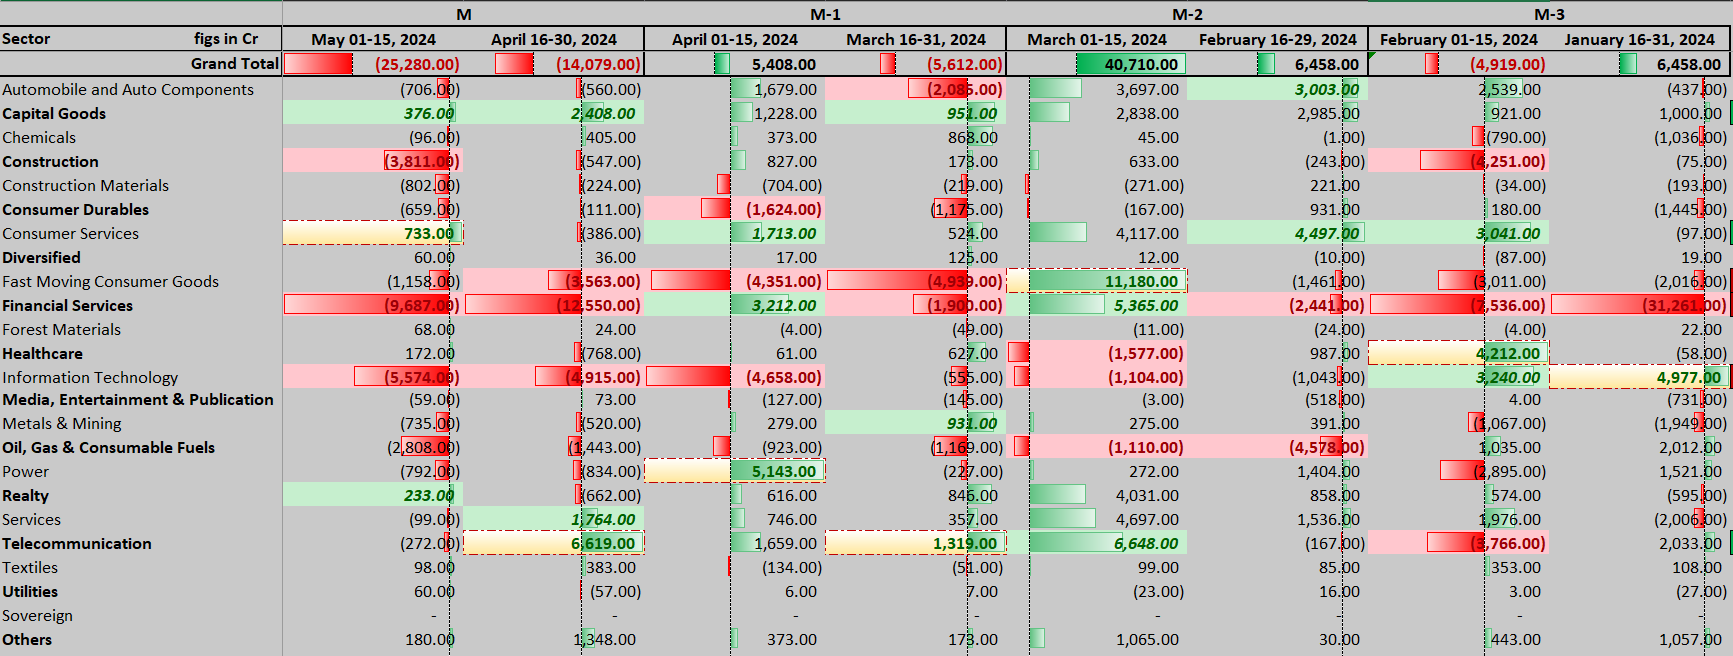 M M-1 M-2 M-3
Sector figs in Cr May 01-15, 2024 April 16-30, 2024 April 01-15, 2024 March 16-31, 2024 March 01-15, 2024 February 16-29, 2024 February 01-15, 2024 January 16-31, 2024
Grand Total (25,280.00) (14,079.00) 5,408.00 (5,612.00) 40,710.00 6,458.00 (4,919.00) 6,458.00
Automobile and Auto Components (706.00) (560.00) 1,679.00 (2,085.00) 3,697.00 3,003.00 2,539.00 (437.00)
Capital Goods 376.00 2,408.00 1,228.00 951.00 2,838.00 2,985.00 921.00 1,000.00
Chemicals (96.00) 405.00 373.00 868.00 45.00 (1.00) (790.00) (1,036.00)
Construction (3,811.00) (547.00) 827.00 173.00 633.00 (243.00) (4,251.00) (75.00)
Construction Materials (802.00) (224.00) (704.00) (219.00) (271.00) 221.00 (34.00) (193.00)
Consumer Durables (659.00) (111.00) (1,624.00) (1,175.00) (167.00) 931.00 180.00 (1,445.00)
Consumer Services 733.00 (386.00) 1,713.00 524.00 4,117.00 4,497.00 3,041.00 (97.00)
Diversified 60.00 36.00 17.00 125.00 12.00 (10.00) (87.00) 19.00
Fast Moving Consumer Goods (1,158.00) (3,563.00) (4,351.00) (4,939.00) 11,180.00 (1,461.00) (3,011.00) (2,016.00)
Financial Services (9,687.00) (12,550.00) 3,212.00 (1,900.00) 5,365.00 (2,441.00) (7,536.00) (31,261.00)
Forest Materials 68.00 24.00 (4.00) (49.00) (11.00) (24.00) (4.00) 22.00
Healthcare 172.00 (768.00) 61.00 627.00 (1,577.00) 987.00 4,212.00 (58.00)
Information Technology (5,574.00) (4,915.00) (4,658.00) (555.00) (1,104.00) (1,043.00) 3,240.00 4,977.00
Media, Entertainment & Publication (59.00) 73.00 (127.00) (145.00) (3.00) (518.00) 4.00 (731.00)
Metals & Mining (735.00) (520.00) 279.00 931.00 275.00 391.00 (1,067.00) (1,949.00)
Oil, Gas & Consumable Fuels (2,808.00) (1,443.00) (923.00) (1,169.00) (1,110.00) (4,578.00) 1,035.00 2,012.00
Power (792.00) (834.00) 5,143.00 (227.00) 272.00 1,404.00 (2,895.00) 1,521.00
Realty 233.00 (662.00) 616.00 845.00 4,031.00 858.00 574.00 (595.00)
Services (99.00) 1,764.00 746.00 357.00 4,697.00 1,536.00 1,976.00 (2,006.00)
Telecommunication (272.00) 6,619.00 1,659.00 1,319.00 6,648.00 (167.00) (3,766.00) 2,033.00
Textiles 98.00 383.00 (134.00) (51.00) 99.00 85.00 353.00 108.00
Utilities 60.00 (57.00) 6.00 7.00 (23.00) 16.00 3.00 (27.00)
Sovereign - - - - - - - -
Others 180.00 1,348.00 373.00 173.00 1,065.00 30.00 443.00 1,057.00